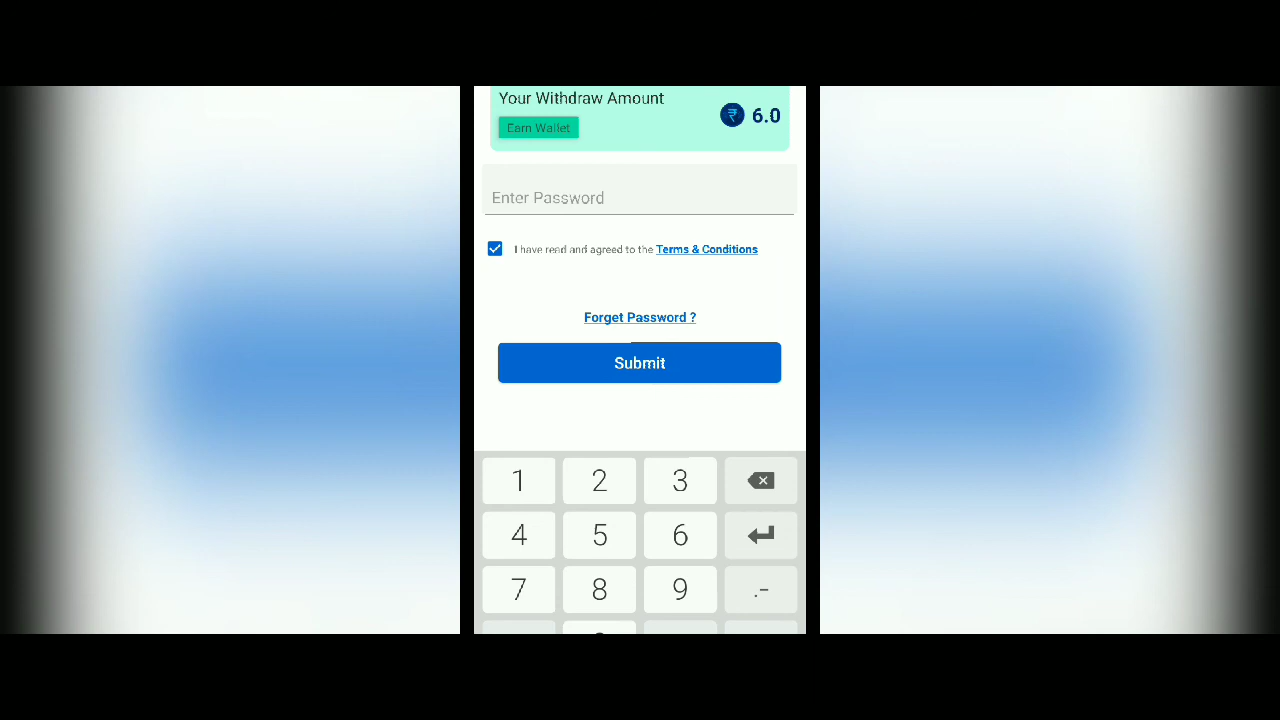 Your Withdraw Amount
Earn Wallet
₹ 6.0
Enter Password
I have read and agreed to the Terms & Conditions
Forget Password ?
Submit
1 2 3
4 5 6
7 8 9 .-